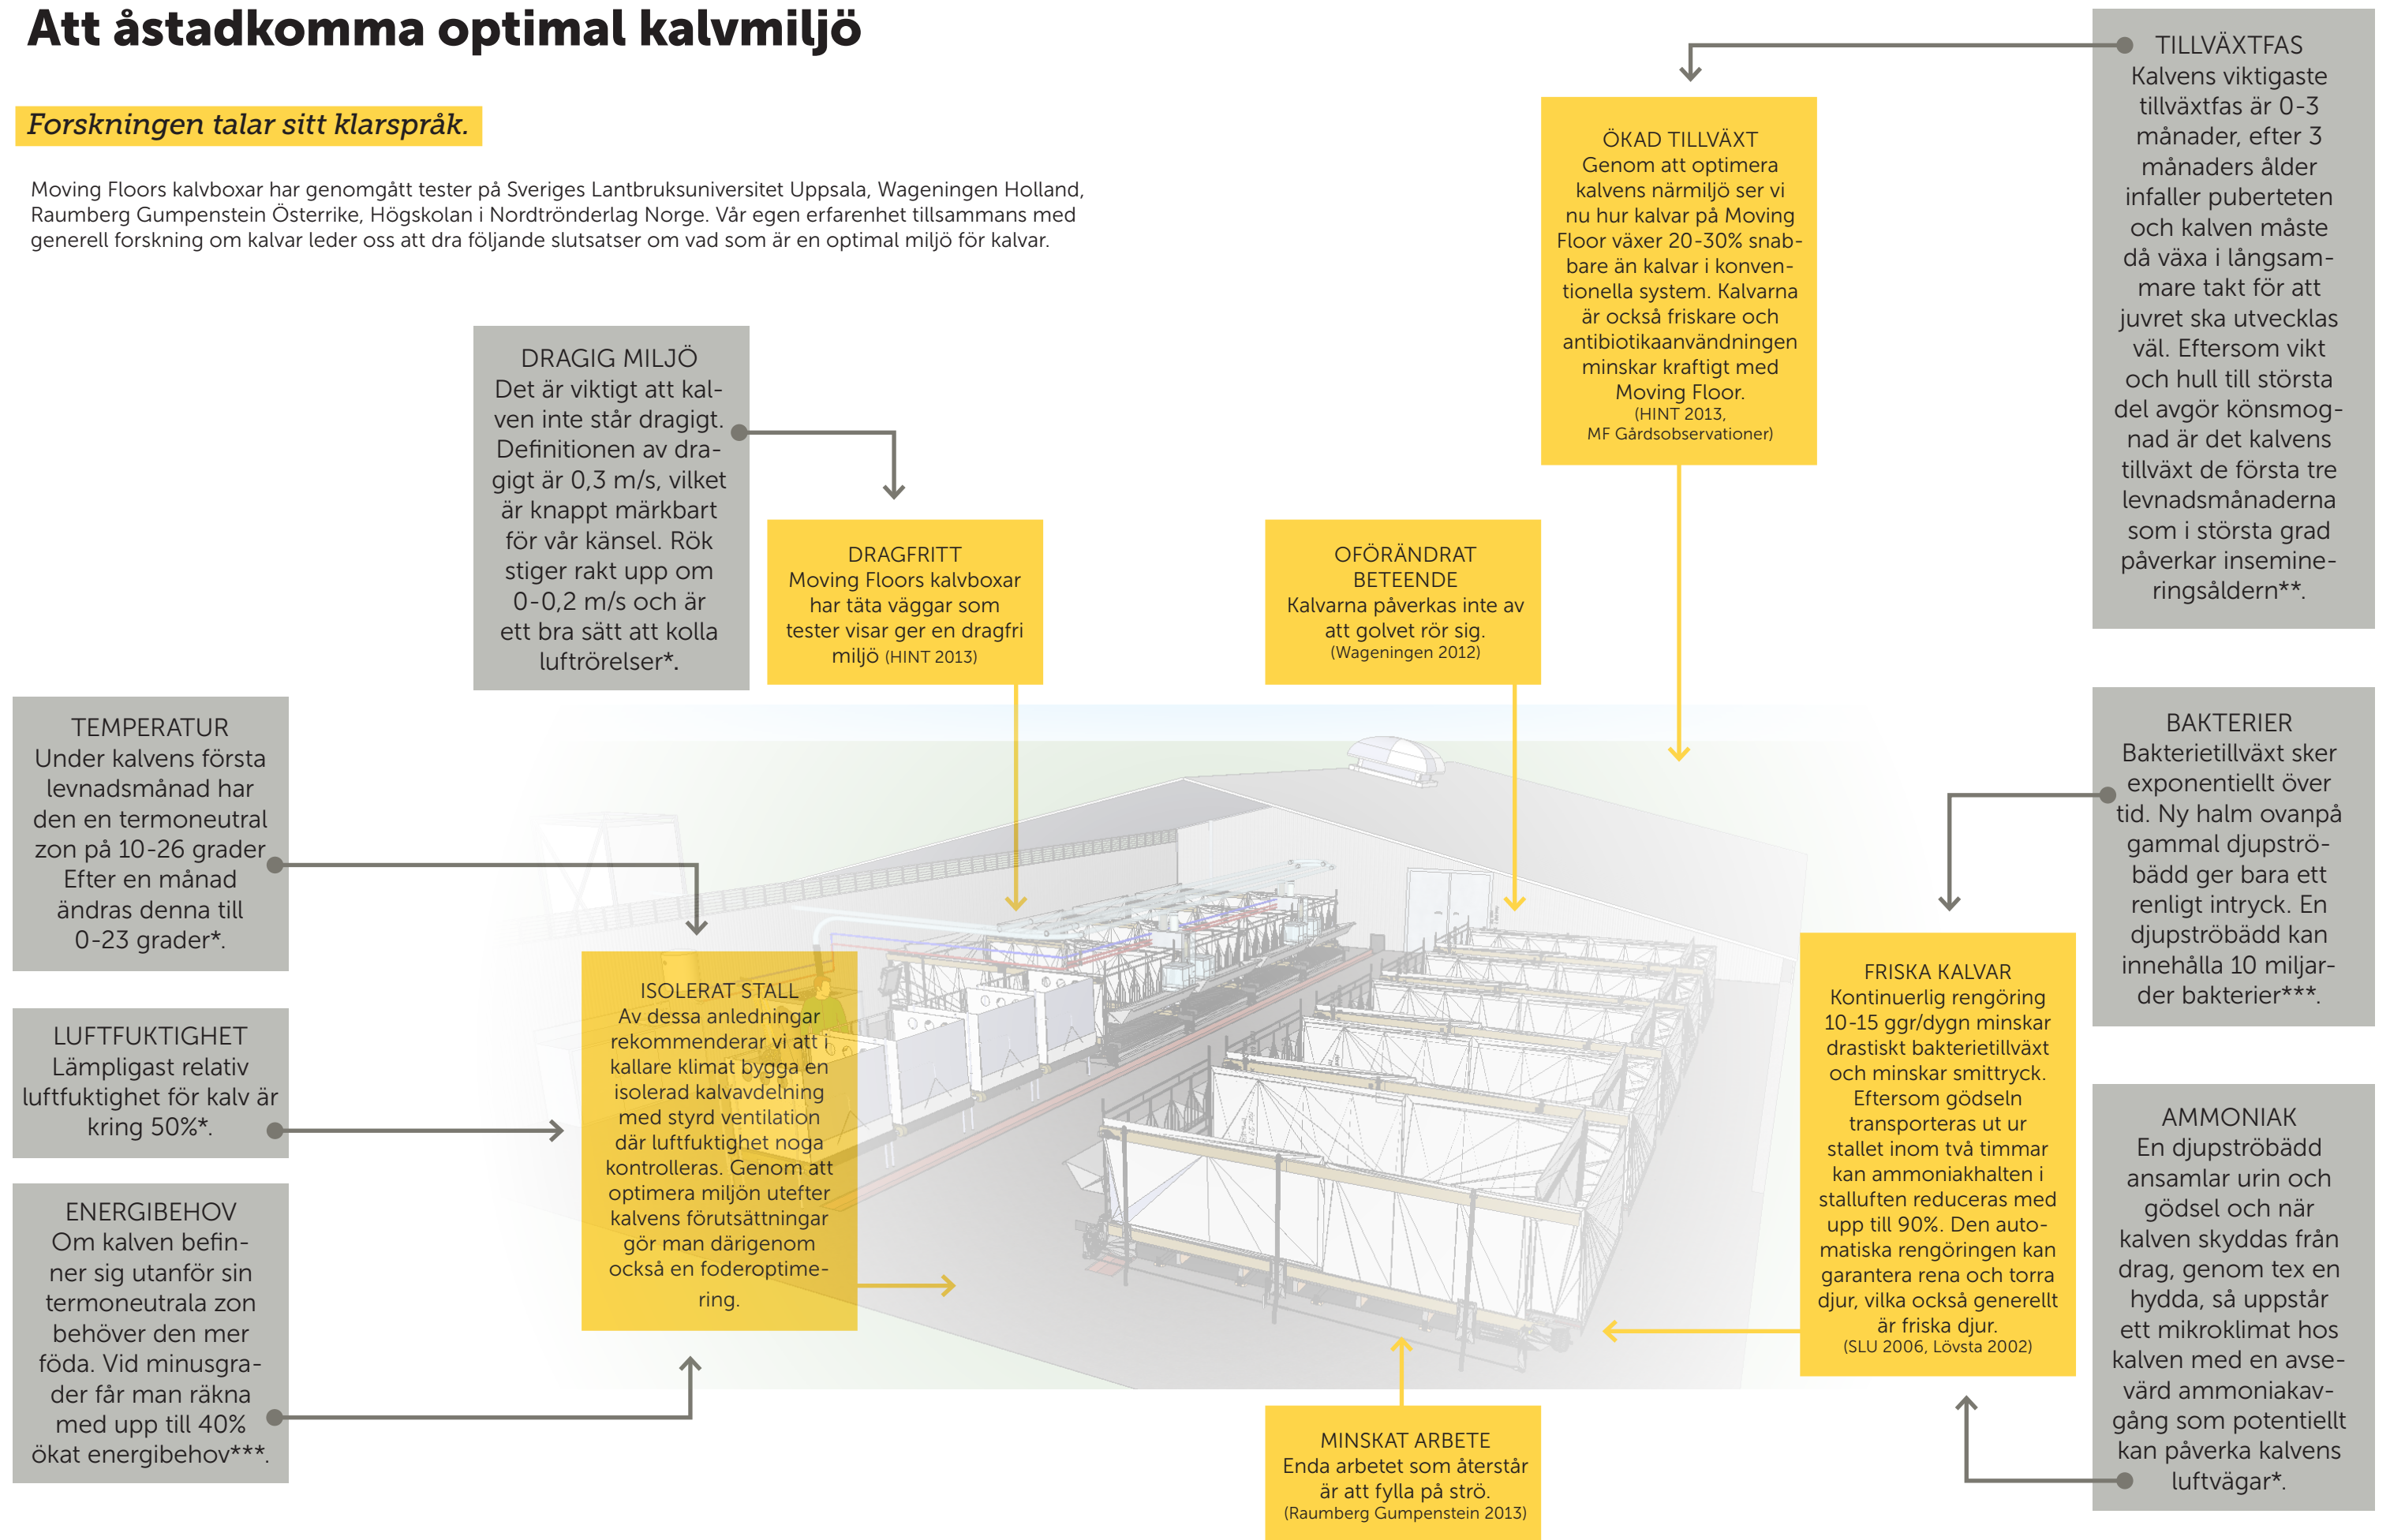 Att åstadkomma optimal kalvmiljö
Forskningen talar sitt klarspråk.
Moving Floors kalvboxar har genomgått tester på Sveriges Lantbruksuniversitet Uppsala, Wageningen Holland,
Raumberg Gumpenstein Österrike, Högskolan i Nordtrönderlag Norge. Vår egen erfarenhet tillsammans med
generell forskning om kalvar leder oss att dra följande slutsatser om vad som är en optimal miljö för kalvar.
DRAGIG MILJÖ
Det är viktigt att kal-
ven inte står dragigt.
Definitionen av dra-
gigt är 0,3 m/s, vilket
är knappt märkbart
för vår känsel. Rök
stiger rakt upp om
0-0,2 m/s och är
ett bra sätt att kolla
luftrörelser*.
DRAGFRITT
Moving Floors kalvboxar
har täta väggar som
tester visar ger en dragfri
miljö (HINT 2013)
OFÖRÄNDRAT
BETEENDE
Kalvarna påverkas inte av
att golvet rör sig.
(Wageningen 2012)
ÖKAD TILLVÄXT
Genom att optimera
kalvens närmiljö ser vi
nu hur kalvar på Moving
Floor växer 20-30% snab-
bare än kalvar i konven-
tionella system. Kalvarna
är också friskare och
antibiotikaanvändningen
minskar kraftigt med
Moving Floor.
(HINT 2013,
MF Gårdsobservationer)
TILLVÄXTFAS
Kalvens viktigaste
tillväxtfas är 0-3
månader, efter 3
månaders ålder
infaller puberteten
och kalven måste
då växa i långsam-
mare takt för att
juvret ska utvecklas
väl. Eftersom vikt
och hull till största
del avgör könsmog-
nad är det kalvens
tillväxt de första tre
levnadsmånaderna
som i största grad
påverkar insemine-
ringsåldern**.
TEMPERATUR
Under kalvens första
levnadsmånad har
den en termoneutral
zon på 10-26 grader
Efter en månad
ändras denna till
0-23 grader*.
LUFTFUKTIGHET
Lämpligast relativ
luftfuktighet för kalv är
kring 50%*.
ENERGIBEHOV
Om kalven befin-
ner sig utanför sin
termoneutrala zon
behöver den mer
föda. Vid minusgra-
der får man räkna
med upp till 40%
ökat energibehov***.
ISOLERAT STALL
Av dessa anledningar
rekommenderar vi att i
kallare klimat bygga en
isolerad kalvavdelning
med styrd ventilation
där luftfuktighet noga
kontrolleras. Genom att
optimera miljön utefter
kalvens förutsättningar
gör man därigenom
också en foderoptime-
ring.
MINSKAT ARBETE
Enda arbetet som återstår
är att fylla på strö.
(Raumberg Gumpenstein 2013)
FRISKA KALVAR
Kontinuerlig rengöring
10-15 ggr/dygn minskar
drastiskt bakterietillväxt
och minskar smittryck.
Eftersom gödseln
transporteras ut ur
stallet inom två timmar
kan ammoniakhalten i
stalluften reduceras med
upp till 90%. Den auto-
matiska rengöringen kan
garantera rena och torra
djur, vilka också generellt
är friska djur.
(SLU 2006, Lövsta 2002)
BAKTERIER
Bakterietillväxt sker
exponentiellt över
tid. Ny halm ovanpå
gammal djupströ-
bädd ger bara ett
renligt intryck. En
djupströbädd kan
innehålla 10 miljar-
der bakterier***.
AMMONIAK
En djupströbädd
ansamlar urin och
gödsel och när
kalven skyddas från
drag, genom tex en
hydda, så uppstår
ett mikroklimat hos
kalven med en avse-
värd ammoniakav-
gång som potentiellt
kan påverka kalvens
luftvägar*.